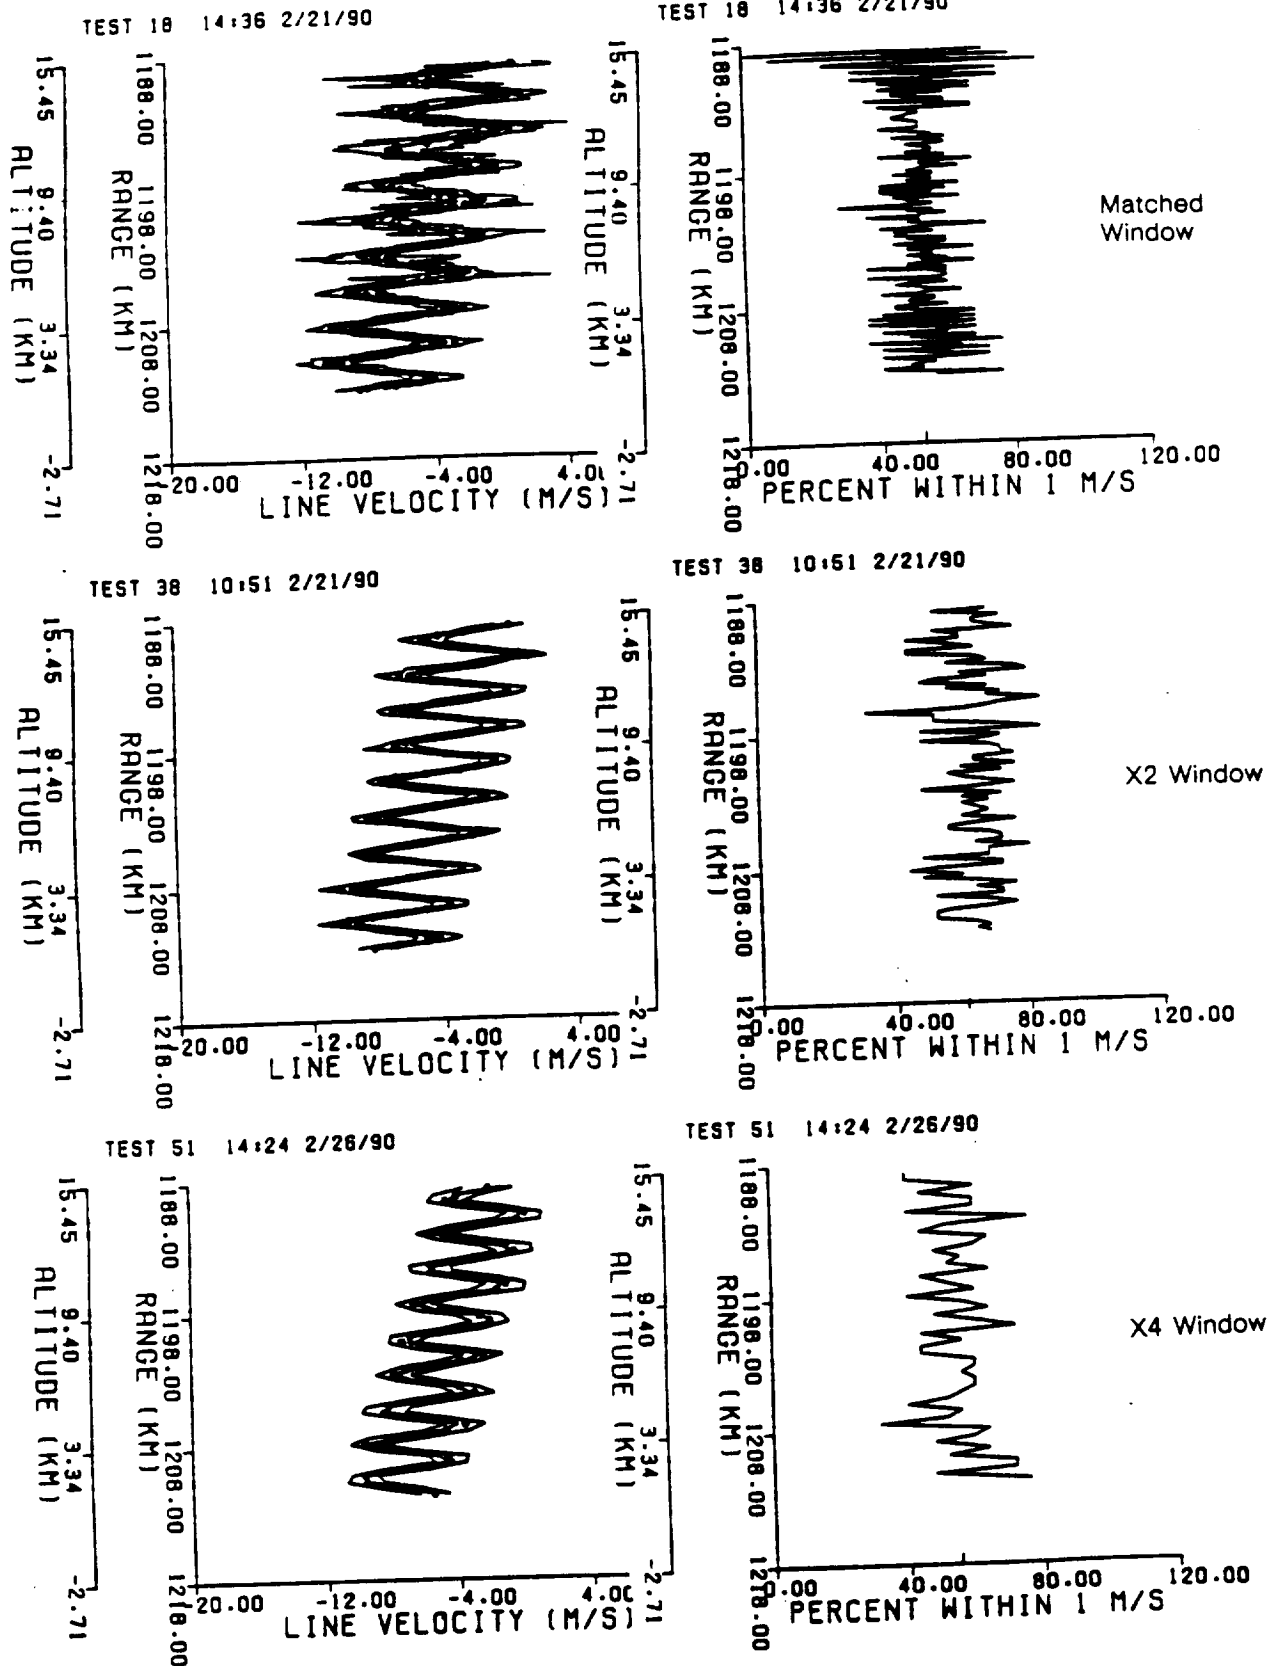 TEST 18 14:36 2/21/90
TEST 18 14:36 2/21/90
15.45 9.40 3.34 -2.71
ALTITUDE (KM)
1188.00 1198.00 1208.00 1218.00
RANGE (KM)
-20.00 -12.00 -4.00
LINE VELOCITY (M/S)
15.45 9.40 3.34 -2.71
ALTITUDE (KM)
1188.00 1198.00 1208.00 1218.00
RANGE (KM)
0.00 40.00 80.00 120.00
PERCENT WITHIN 1 M/S
Matched
Window
TEST 38 10:51 2/21/90
TEST 38 10:51 2/21/90
15.45 9.40 3.34 -2.71
ALTITUDE (KM)
1188.00 1198.00 1208.00 1218.00
RANGE (KM)
-20.00 -12.00 -4.00 4.00
LINE VELOCITY (M/S)
15.45 9.40 3.34 -2.71
ALTITUDE (KM)
1188.00 1198.00 1208.00 1218.00
RANGE (KM)
0.00 40.00 80.00 120.00
PERCENT WITHIN 1 M/S
X2 Window
TEST 51 14:24 2/26/90
TEST 51 14:24 2/26/90
15.45 9.40 3.34 -2.71
ALTITUDE (KM)
1188.00 1198.00 1208.00 1218.00
RANGE (KM)
-20.00 -12.00 -4.00
LINE VELOCITY (M/S)
15.45 9.40 3.34 -2.71
ALTITUDE (KM)
1188.00 1198.00 1208.00 1218.00
RANGE (KM)
0.00 40.00 80.00 120.00
PERCENT WITHIN 1 M/S
X4 Window